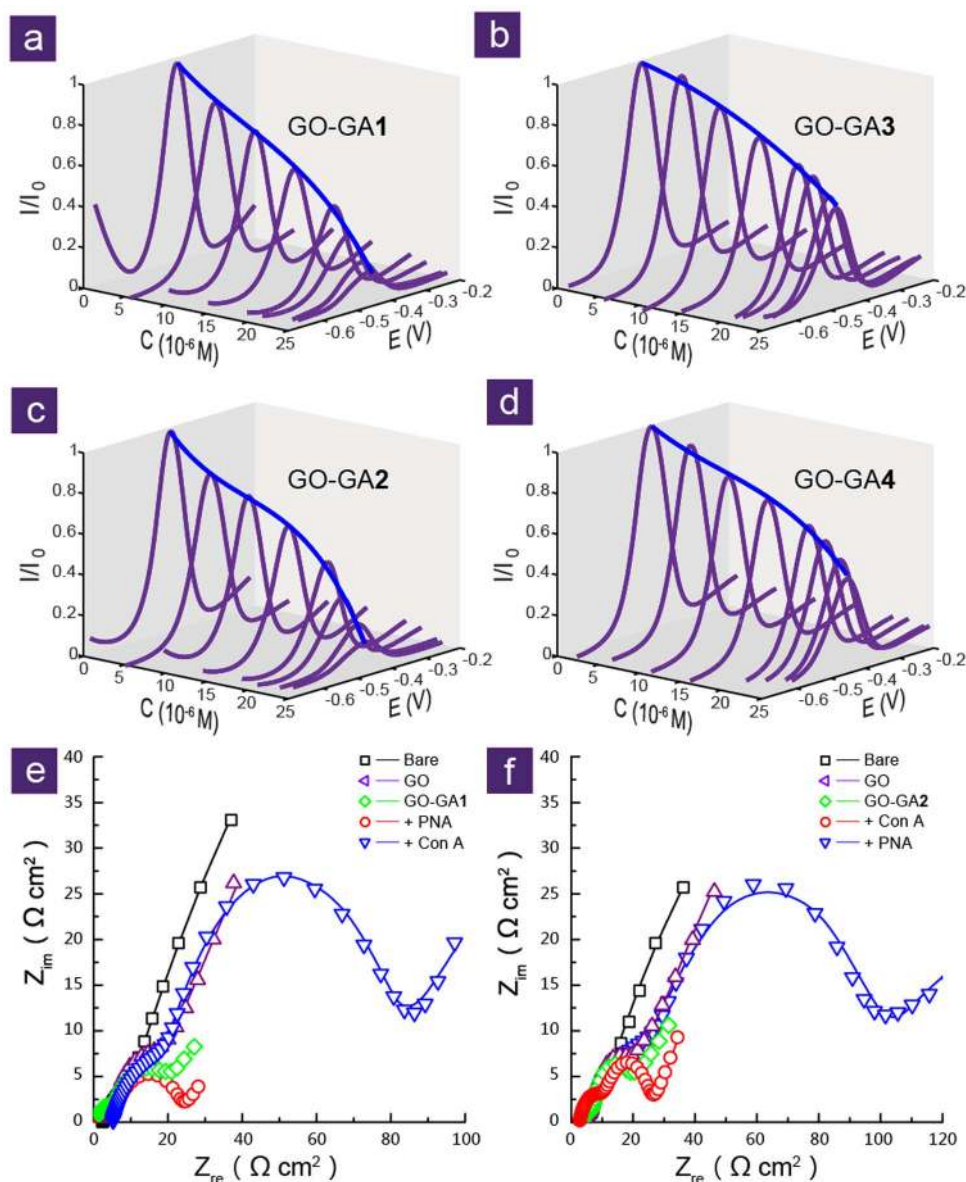 a
GO-GA1
I/I0
1
0.8
0.6
0.4
0.2
0
0
5
10
15
20
25
C (10-6 M)
-0.6
-0.5
-0.4
-0.3
-0.2
E (V)
b
GO-GA3
I/I0
1
0.8
0.6
0.4
0.2
0
0
5
10
15
20
25
C (10-6 M)
-0.6
-0.5
-0.4
-0.3
-0.2
E (V)
c
GO-GA2
I/I0
1
0.8
0.6
0.4
0.2
0
0
5
10
15
20
25
C (10-6 M)
-0.6
-0.5
-0.4
-0.3
-0.2
E (V)
d
GO-GA4
I/I0
1
0.8
0.6
0.4
0.2
0
0
5
10
15
20
25
C (10-6 M)
-0.6
-0.5
-0.4
-0.3
-0.2
E (V)
e
Bare
GO
GO-GA1
+ PNA
+ Con A
Zim ( Ω cm2)
40
35
30
25
20
15
10
5
0
0 20 40 60 80 100
Zre ( Ω cm2)
f
Bare
GO
GO-GA2
+ Con A
+ PNA
Zim ( Ω cm2)
40
35
30
25
20
15
10
5
0
0 20 40 60 80 100 120
Zre ( Ω cm2)